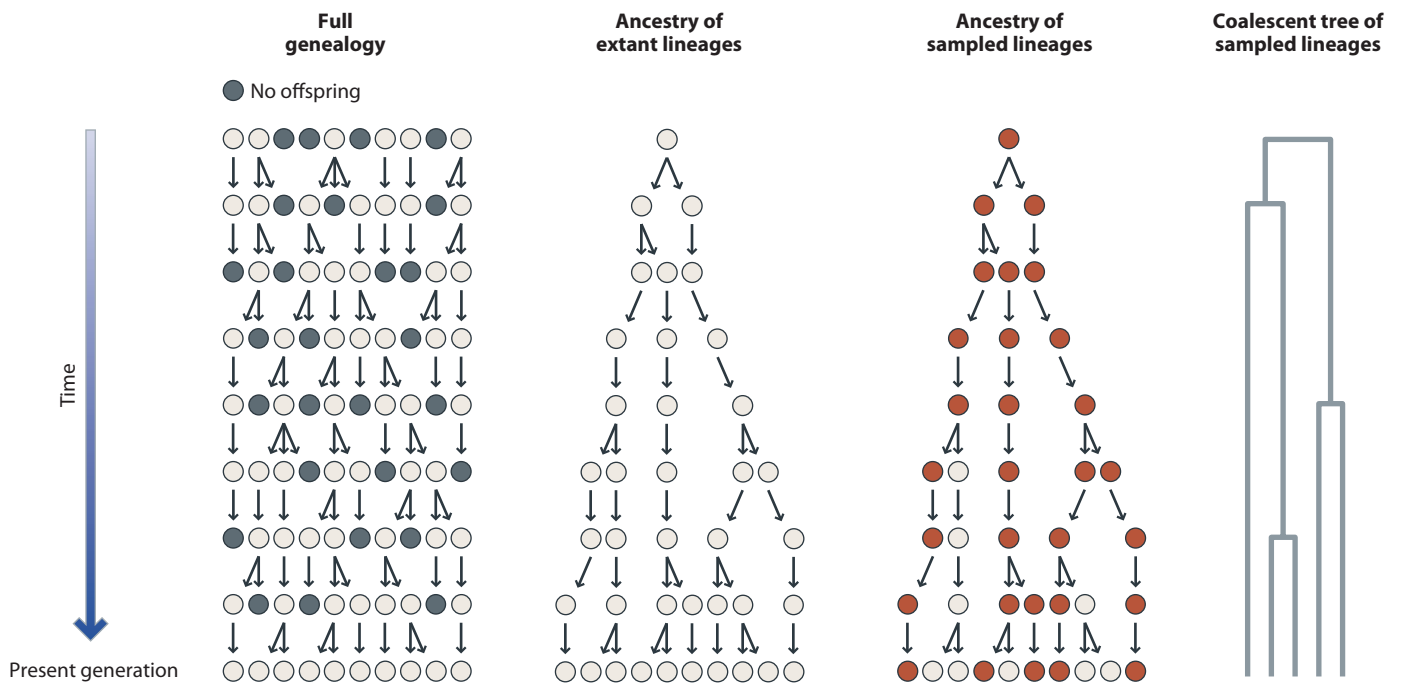 Full
genealogy
Ancestry of
extant lineages
Ancestry of
sampled lineages
Coalescent tree of
sampled lineages
No offspring
Time
Present generation